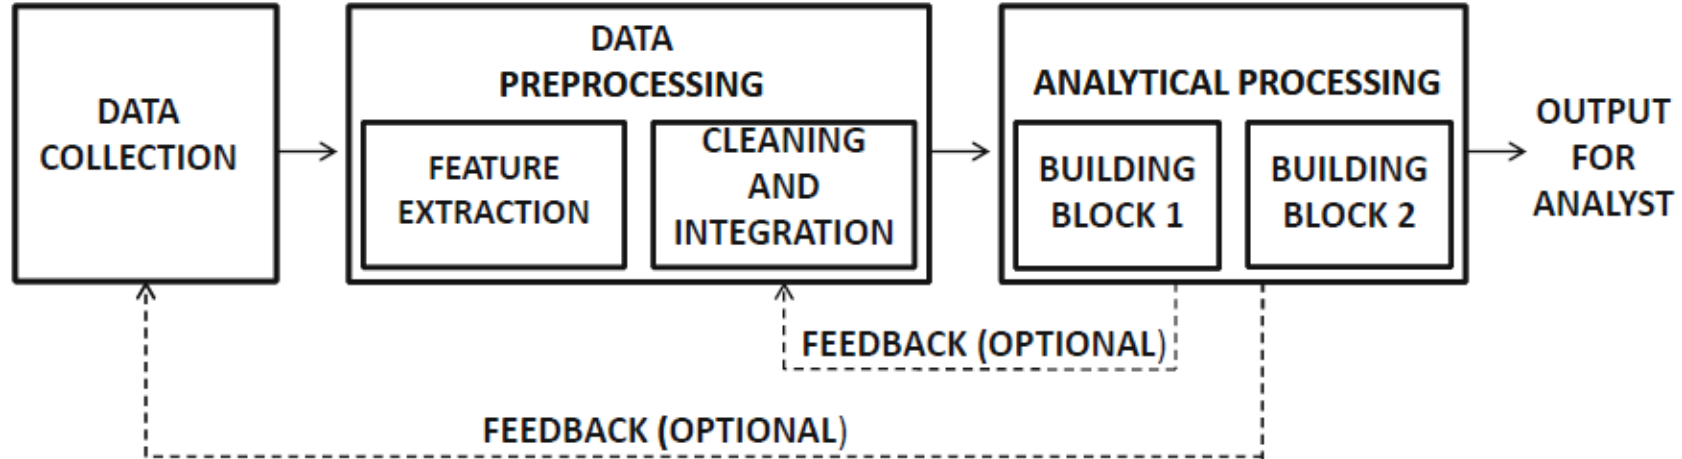 DATA
COLLECTION
DATA
PREPROCESSING
FEATURE
EXTRACTION
CLEANING
AND
INTEGRATION
ANALYTICAL PROCESSING
BUILDING
BLOCK 1
BUILDING
BLOCK 2
OUTPUT
FOR
ANALYST
FEEDBACK (OPTIONAL)
FEEDBACK (OPTIONAL)